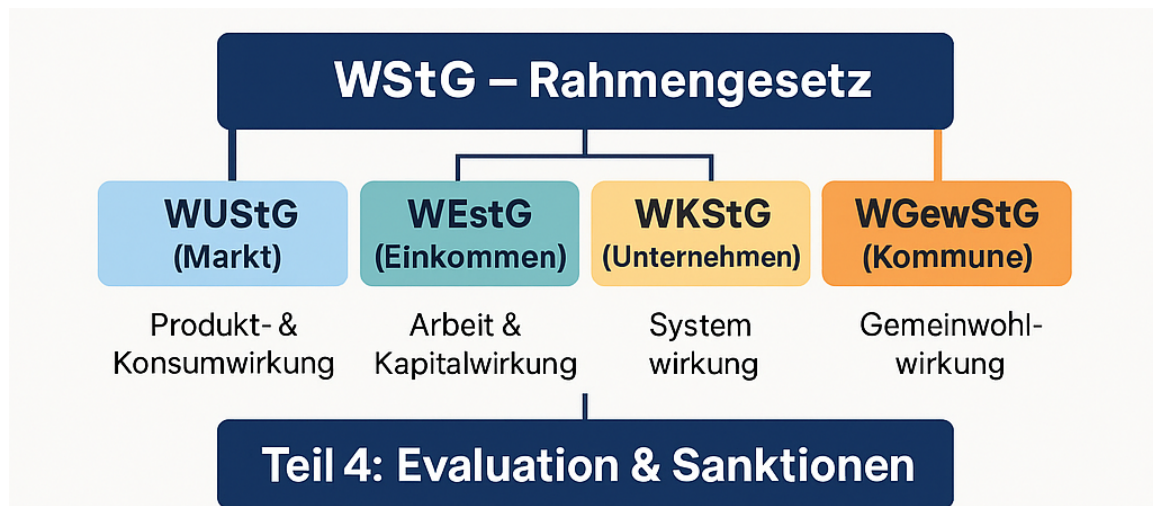 WStG – Rahmengesetz
WUStG
(Markt)
WEstG
(Einkommen)
WKStG
(Unternehmen)
WGewStG
(Kommune)
Produkt- &
Konsumwirkung
Arbeit &
Kapitalwirkung
System
wirkung
Gemeinwohl-
wirkung
Teil 4: Evaluation & Sanktionen